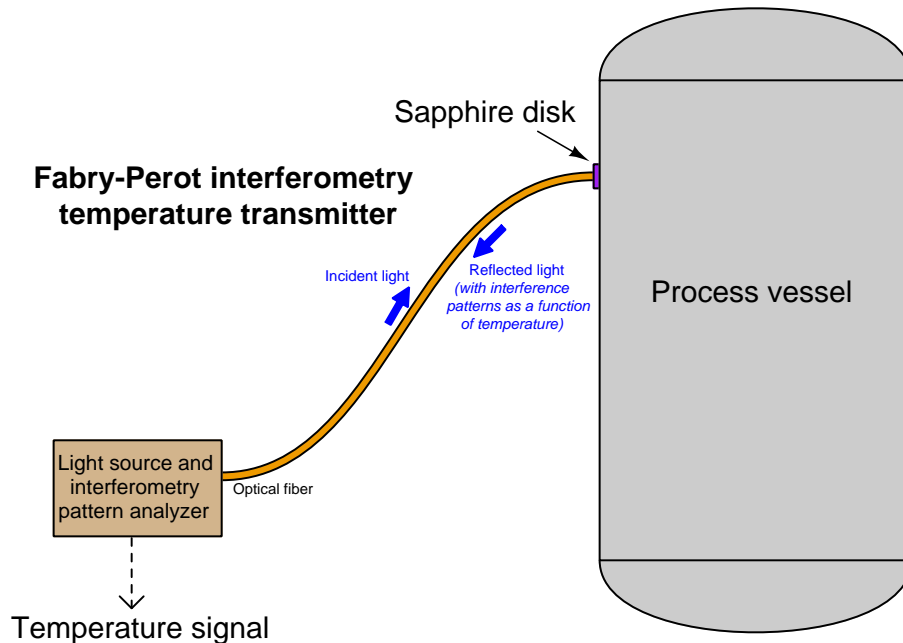 Sapphire disk
Fabry-Perot interferometry
temperature transmitter
Incident light
Reflected light
(with interference
patterns as a function
of temperature)
Process vessel
Light source and
interferometry
pattern analyzer
Optical fiber
Temperature signal